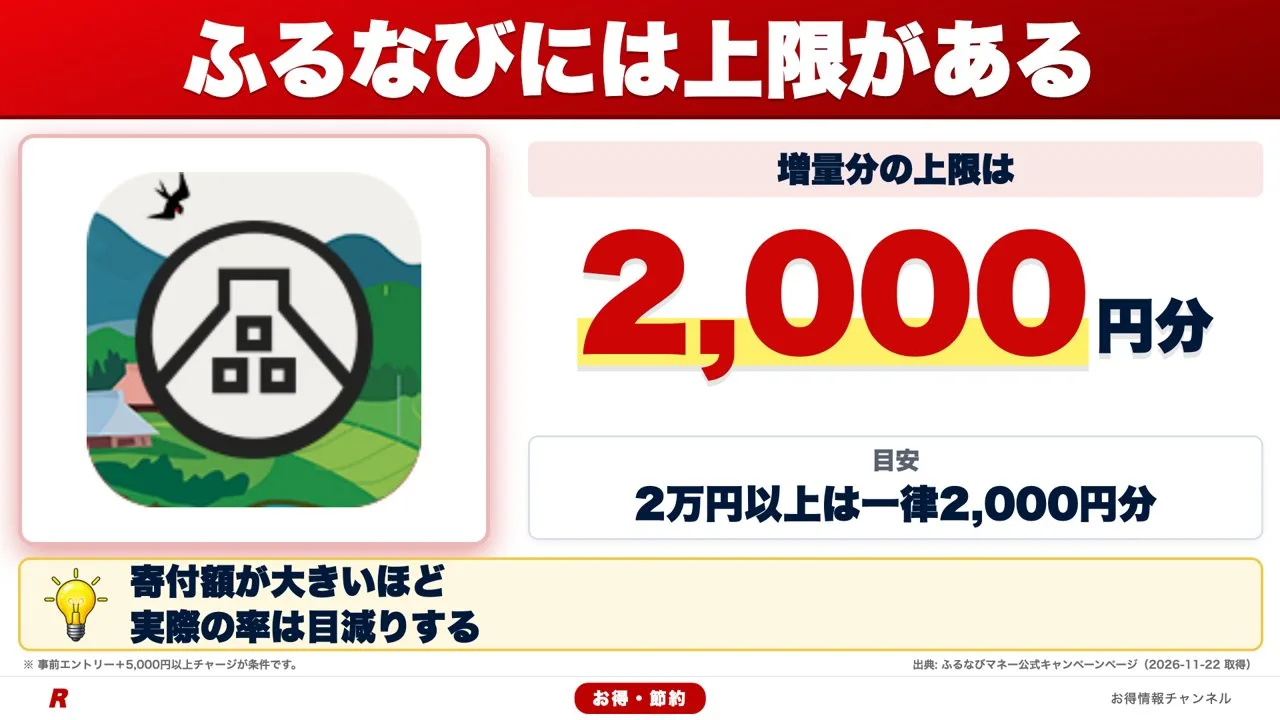 ふるなびには上限がある
増量分の上限は
2,000円分
目安
2万円以上は一律2,000円分
寄付額が大きいほど
実際の率は目減りする
※ 事前エントリー＋5,000円以上チャージが条件です。
出典: ふるなびマネー公式キャンペーンページ（2026-11-22 取得）
R
お得・節約
お得情報チャンネル